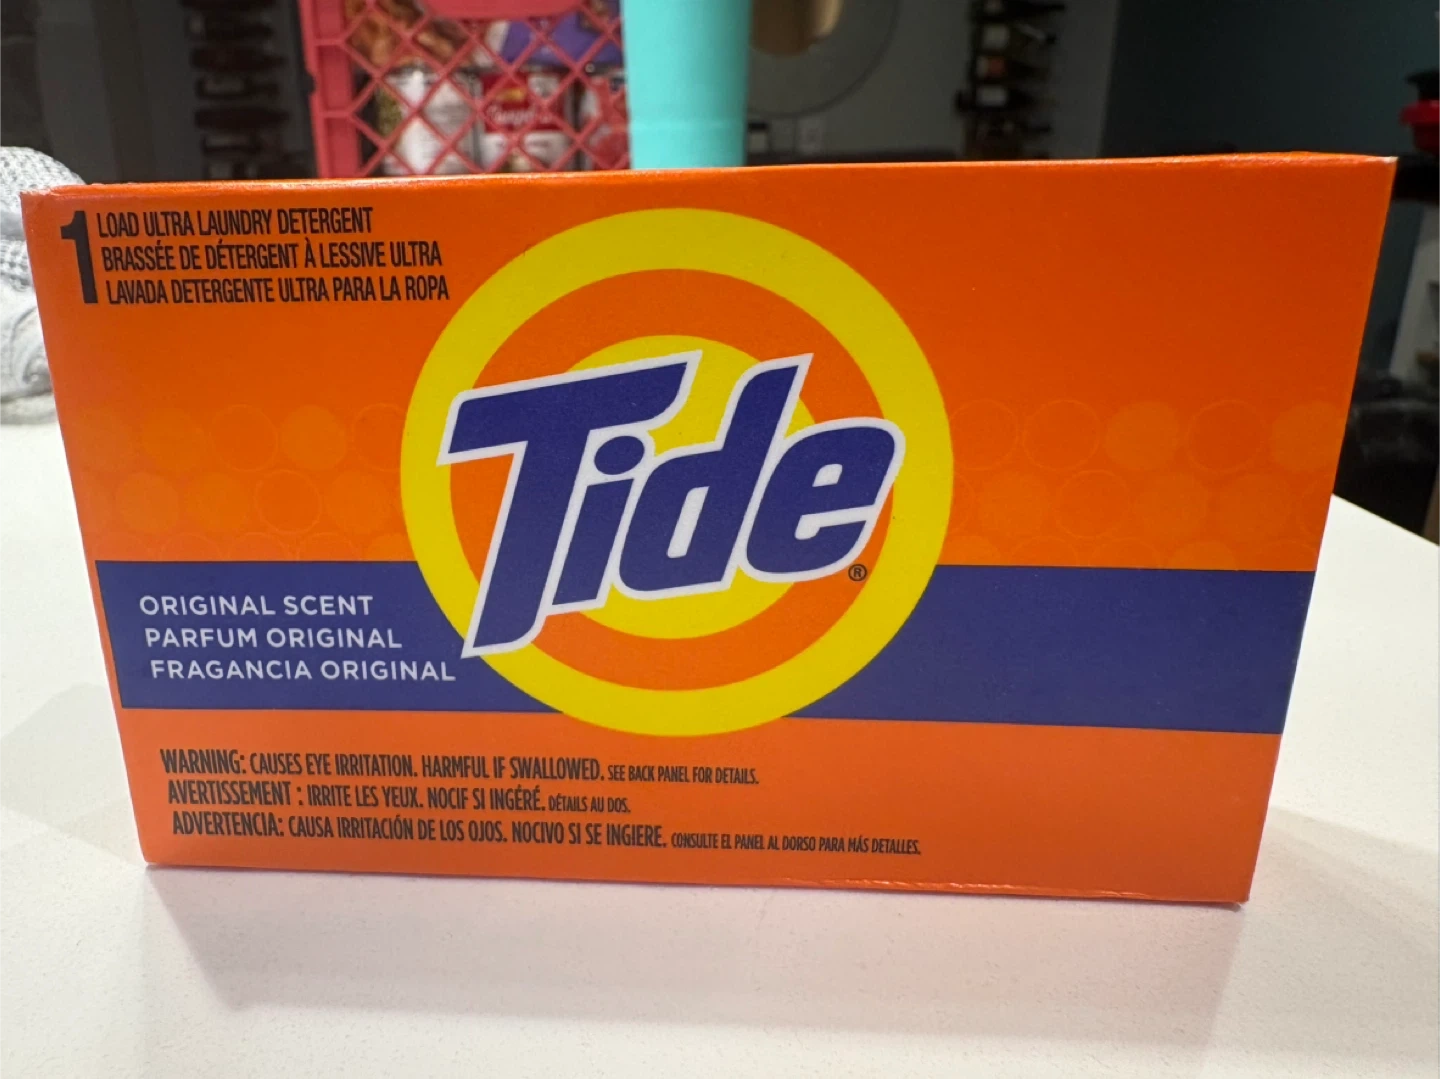 1 LOAD ULTRA LAUNDRY DETERGENT
BRASSÉE DE DÉTERGENT À LESSIVE ULTRA
LAVADA DETERGENTE ULTRA PARA LA ROPA
Tide®
ORIGINAL SCENT
PARFUM ORIGINAL
FRAGANCIA ORIGINAL
WARNING: CAUSES EYE IRRITATION. HARMFUL IF SWALLOWED. SEE BACK PANEL FOR DETAILS.
AVERTISSEMENT : IRRITE LES YEUX. NOCIF SI INGÉRÉ. DÉTAILS AU DOS.
ADVERTENCIA: CAUSA IRRITACIÓN DE LOS OJOS. NOCIVO SI SE INGIERE. CONSULTE EL PANEL AL DORSO PARA MÁS DETALLES.